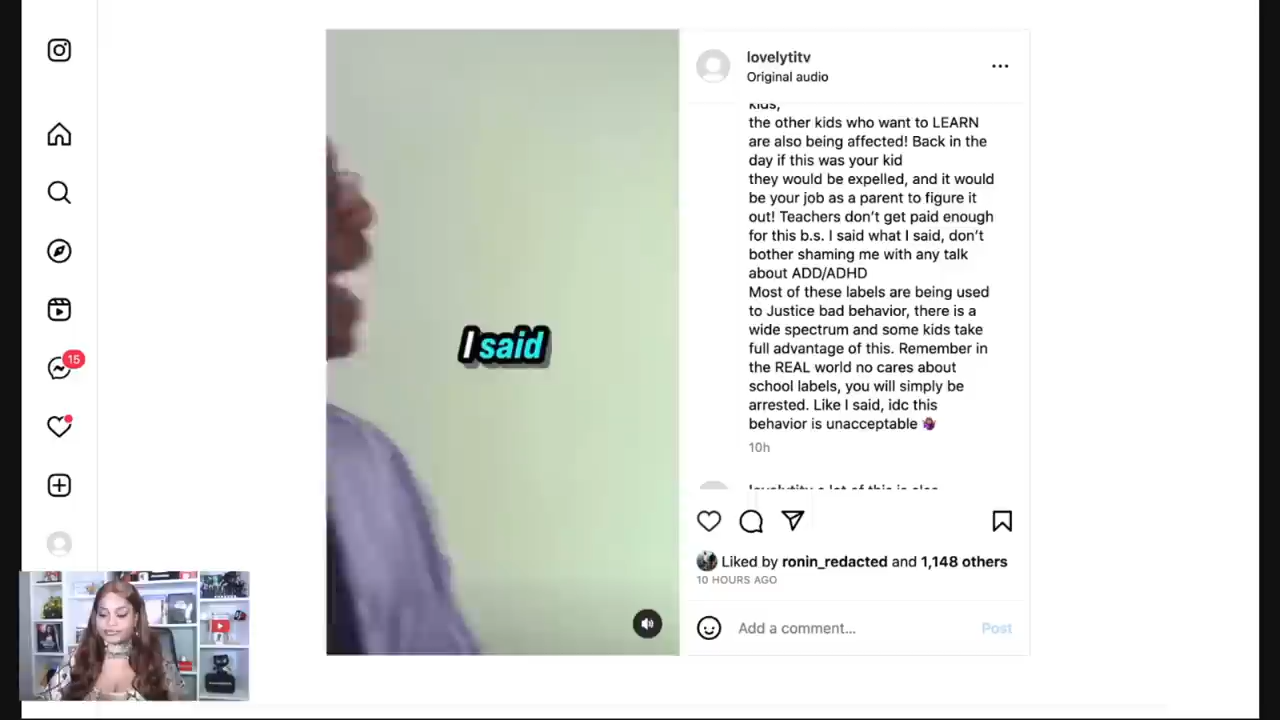 15
I said
lovelytitv
Original audio
kids,
the other kids who want to LEARN
are also being affected! Back in the
day if this was your kid
they would be expelled, and it would
be your job as a parent to figure it
out! Teachers don't get paid enough
for this b.s. I said what I said, don't
bother shaming me with any talk
about ADD/ADHD
Most of these labels are being used
to Justice bad behavior, there is a
wide spectrum and some kids take
full advantage of this. Remember in
the REAL world no cares about
school labels, you will simply be
arrested. Like I said, idc this
behavior is unacceptable 🤷🏾‍♀️
10h
lovelytitv a lot of this is also
Liked by ronin_redacted and 1,148 others
10 HOURS AGO
Add a comment...
Post